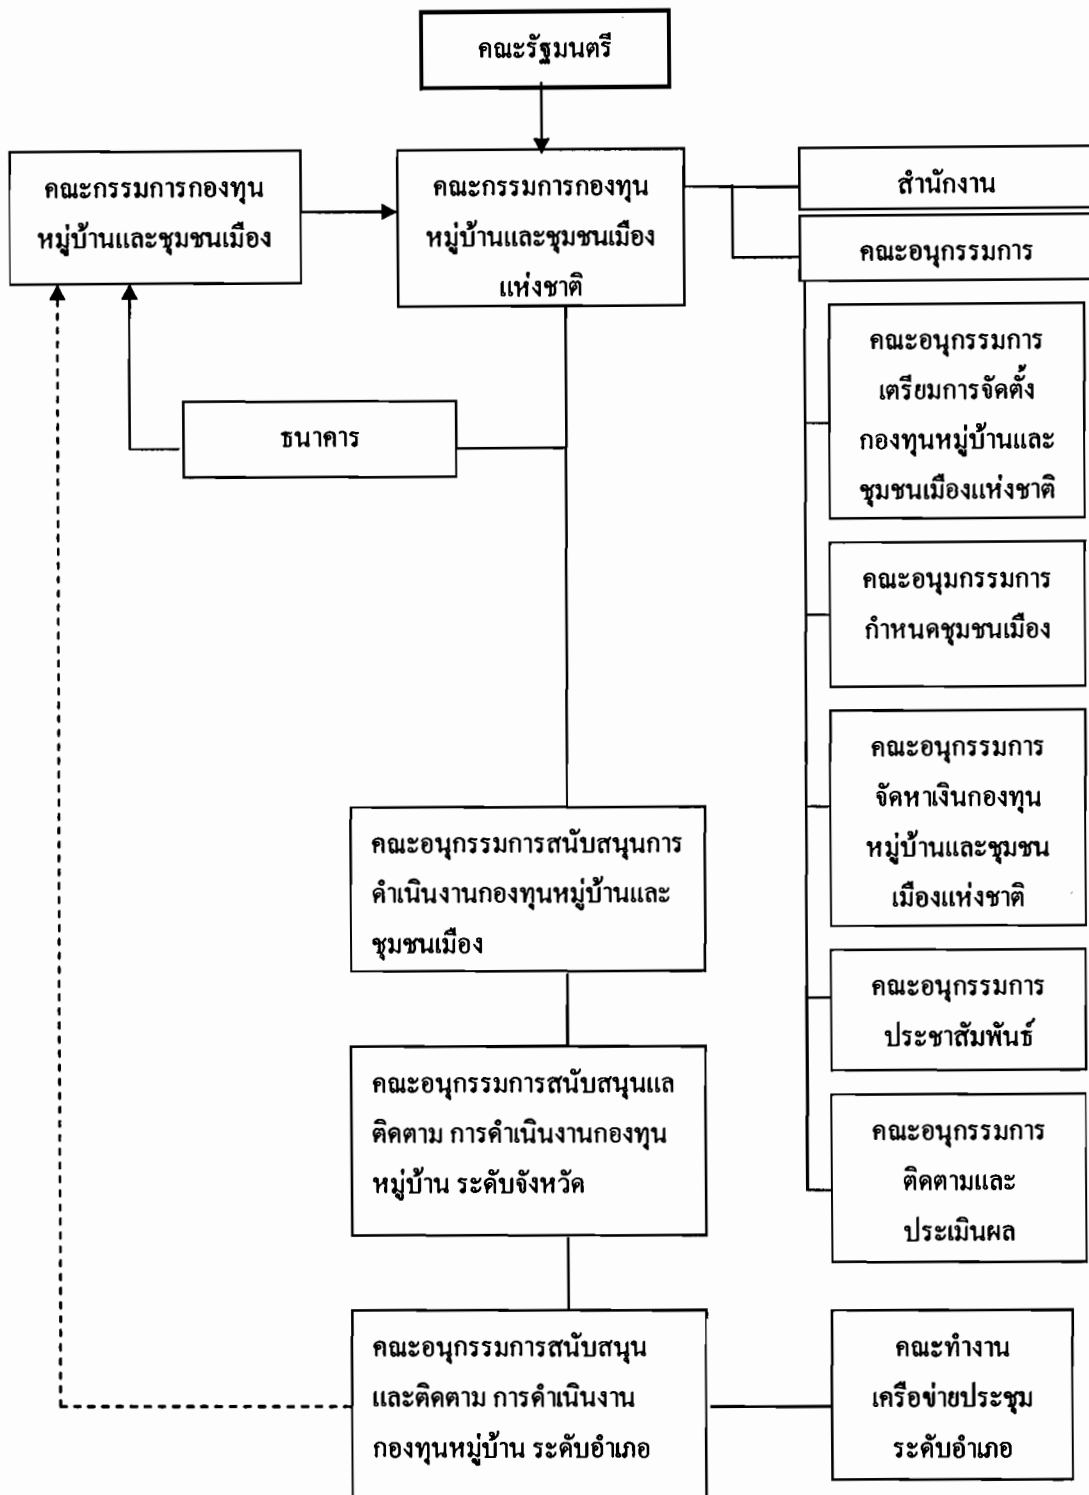 คณะรัฐมนตรี
คณะกรรมการกองทุน
หมู่บ้านและชุมชนเมือง
คณะกรรมการกองทุน
หมู่บ้านและชุมชนเมือง
แห่งชาติ
สำนักงาน
คณะอนุกรรมการ
คณะอนุกรรมการ
เตรียมการจัดตั้ง
กองทุนหมู่บ้านและ
ชุมชนเมืองแห่งชาติ
ธนาคาร
คณะอนุมกรรมการ
กำหนดชุมชนเมือง
คณะอนุกรรมการ
จัดหาเงินกองทุน
หมู่บ้านและชุมชน
เมืองแห่งชาติ
คณะอนุกรรมการสนับสนุนการ
ดำเนินงานกองทุนหมู่บ้านและ
ชุมชนเมือง
คณะอนุกรรมการ
ประชาสัมพันธ์
คณะอนุกรรมการสนับสนุนแล
ติดตาม การดำเนินงานกองทุน
หมู่บ้าน ระดับจังหวัด
คณะอนุกรรมการ
ติดตามและ
ประเมินผล
คณะอนุกรรมการสนับสนุน
และติดตาม การดำเนินงาน
กองทุนหมู่บ้าน ระดับอำเภอ
คณะทำงาน
เครือข่ายประชุม
ระดับอำเภอ